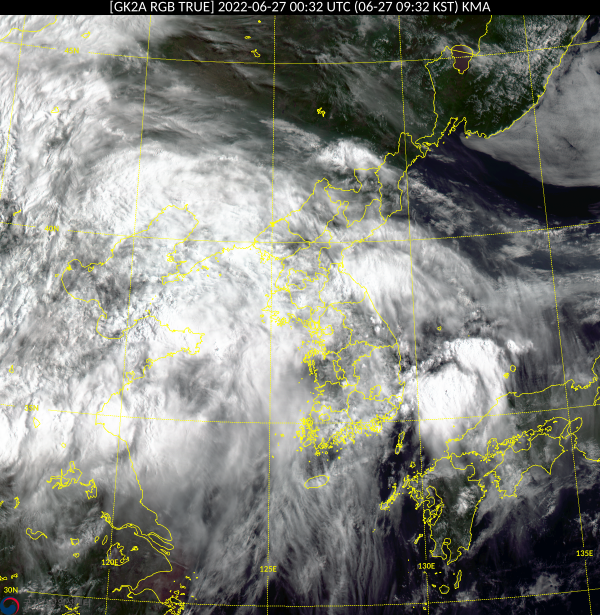 [GK2A RGB TRUE] 2022-06-27 00:32 UTC (06-27 09:32 KST) KMA
120E
125E
130E
135E
30N